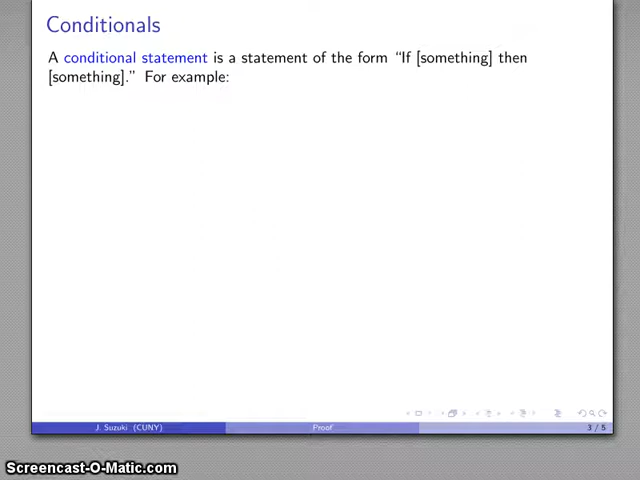 Conditionals
A conditional statement is a statement of the form “If [something] then
[something].” For example:
J. Suzuki (CUNY)
Proof
3 / 5
Screencast-O-Matic.com